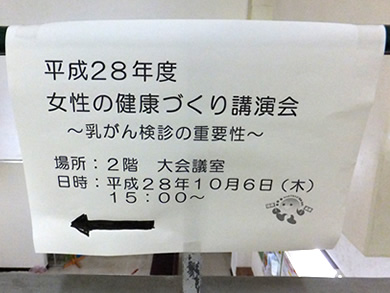 平成28年度
女性の健康づくり講演会
～乳がん検診の重要性～
場所：2階　大会議室
日時：平成28年10月6日（木）
15：00～